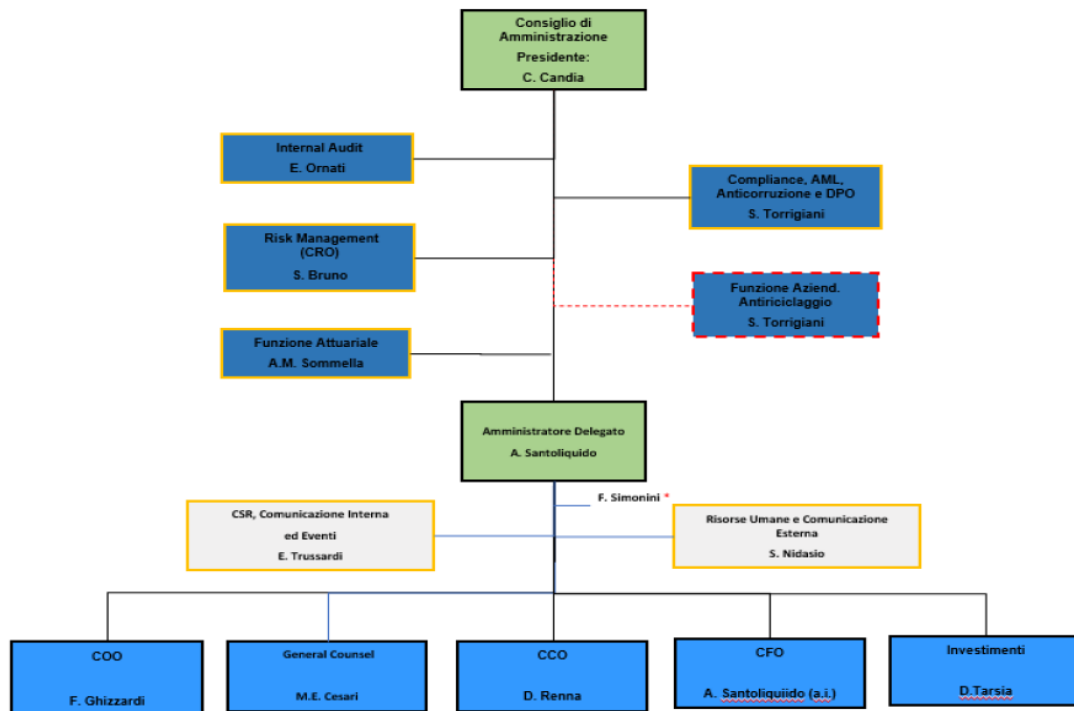 Consiglio di
Amministrazione
Presidente:
C. Candia
Internal Audit
E. Ornati
Compliance, AML,
Anticorruzione e DPO
S. Torrigiani
Risk Management
(CRO)
S. Bruno
Funzione Aziend.
Antiriciclaggio
S. Torrigiani
Funzione Attuariale
A.M. Sommella
Amministratore Delegato
A. Santoliquido
F. Simonini *
CSR, Comunicazione Interna
ed Eventi
E. Trussardi
Risorse Umane e Comunicazione
Esterna
S. Nidasio
COO
F. Ghizzardi
General Counsel
M.E. Cesari
CCO
D. Renna
CFO
A. Santoliquiido (a.i.)
Investimenti
D.Tarsia